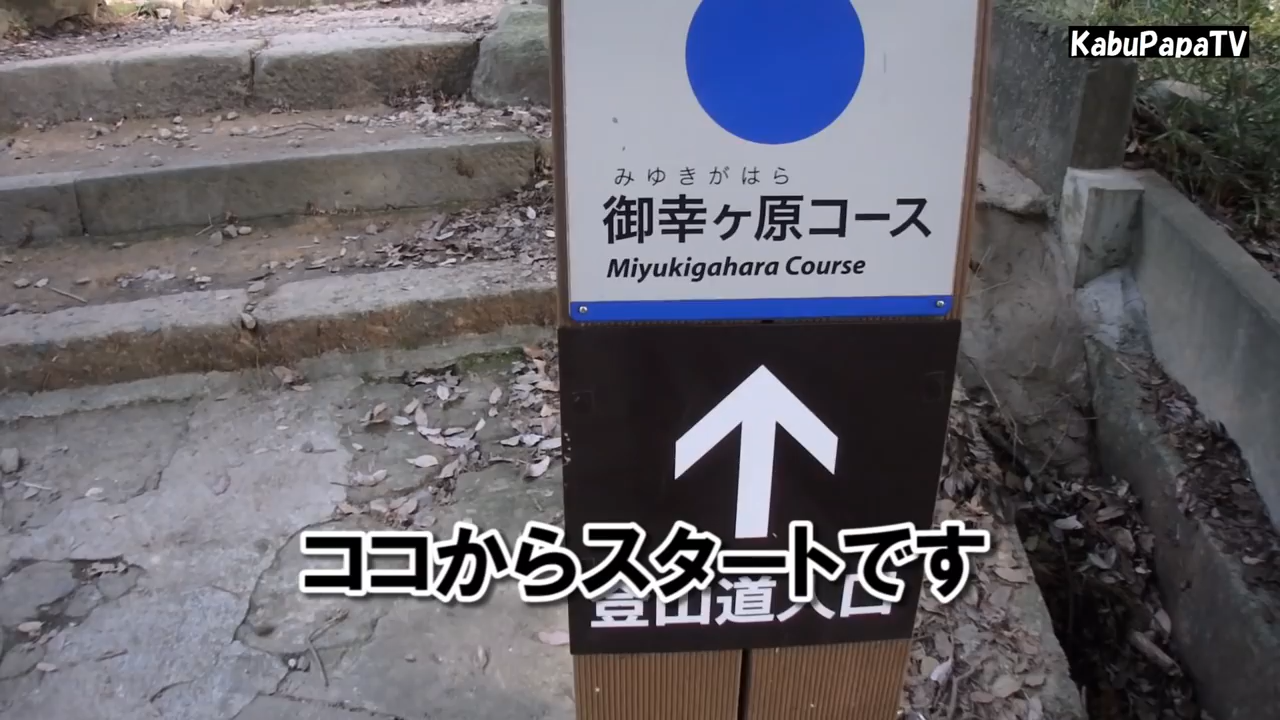 KabuPapaTV
みゆきがはら
御幸ヶ原コース
Miyukigahara Course
ココからスタートです
登山道入口